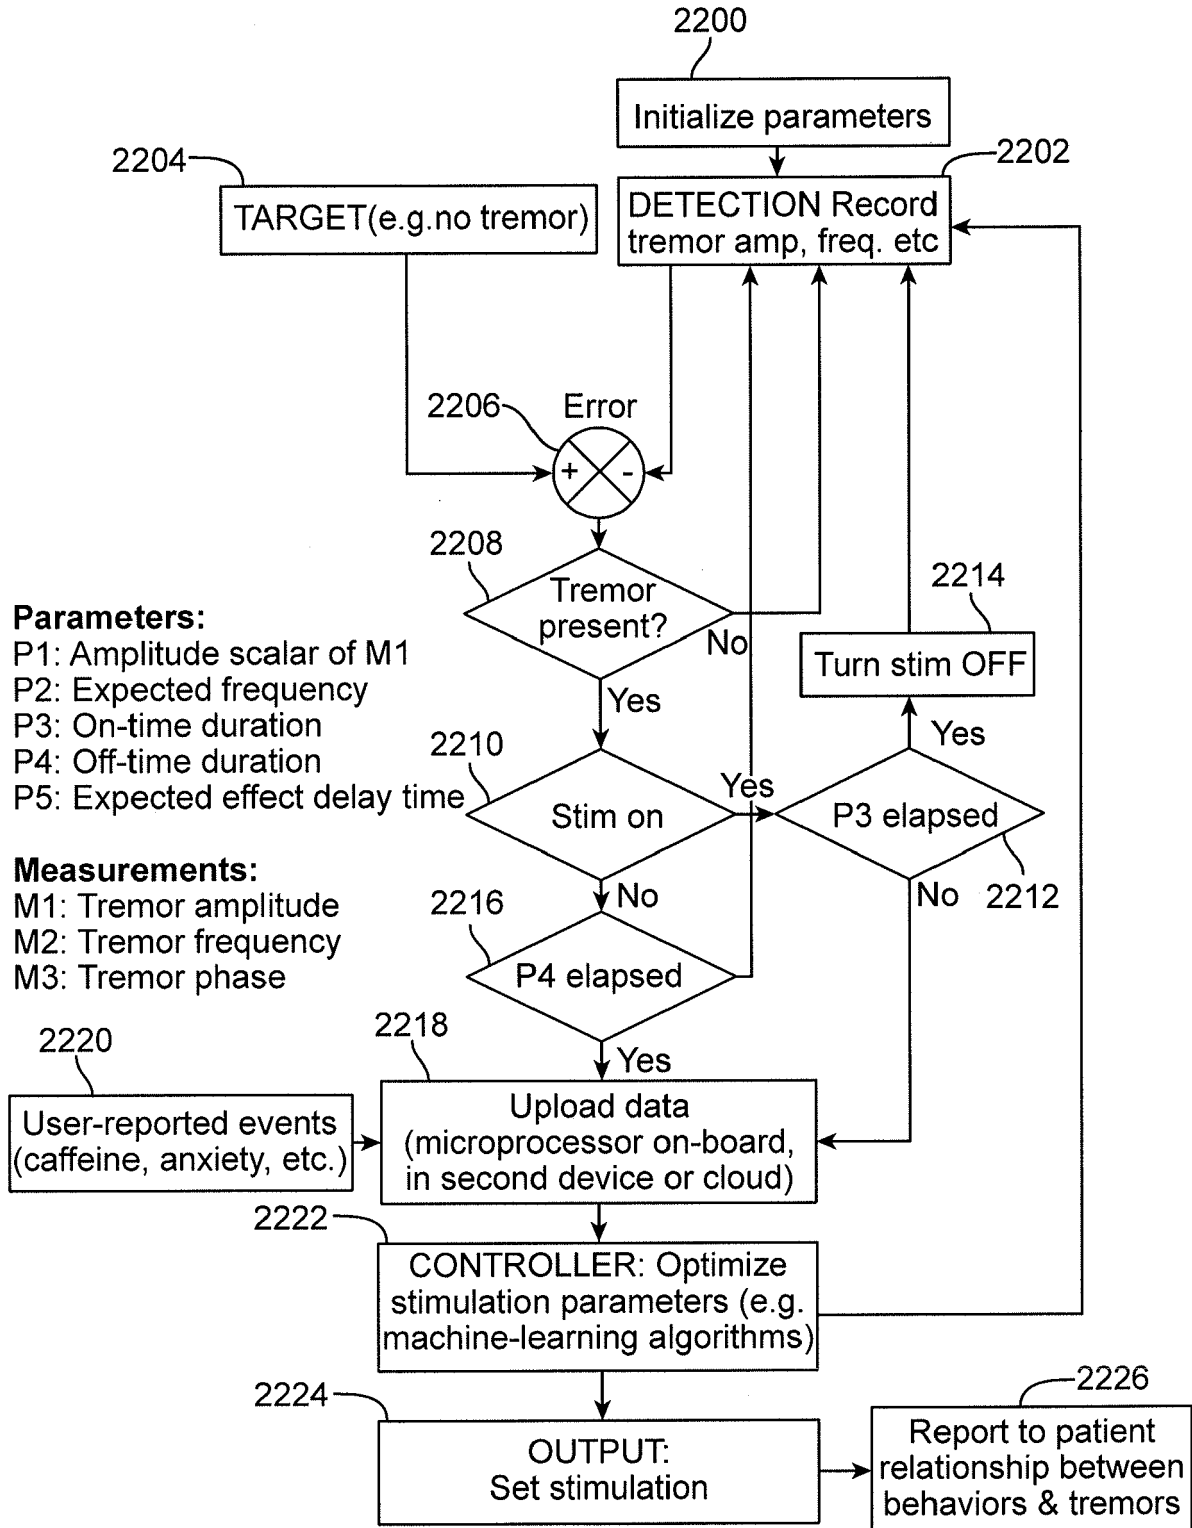 2200
Initialize parameters
2204
2202
TARGET(e.g.no tremor)
DETECTION Record
tremor amp, freq. etc
2206
Error
+
-
2208
Tremor
present?
No
2214
Turn stim OFF
Parameters:
P1: Amplitude scalar of M1
P2: Expected frequency
P3: On-time duration
P4: Off-time duration
P5: Expected effect delay time
Yes
Yes
2210
Stim on
Yes
P3 elapsed
Measurements:
M1: Tremor amplitude
M2: Tremor frequency
M3: Tremor phase
No
No
2212
2216
P4 elapsed
2220
2218
Yes
User-reported events
(caffeine, anxiety, etc.)
Upload data
(microprocessor on-board,
in second device or cloud)
2222
CONTROLLER: Optimize
stimulation parameters (e.g.
machine-learning algorithms)
2224
2226
OUTPUT:
Set stimulation
Report to patient
relationship between
behaviors & tremors